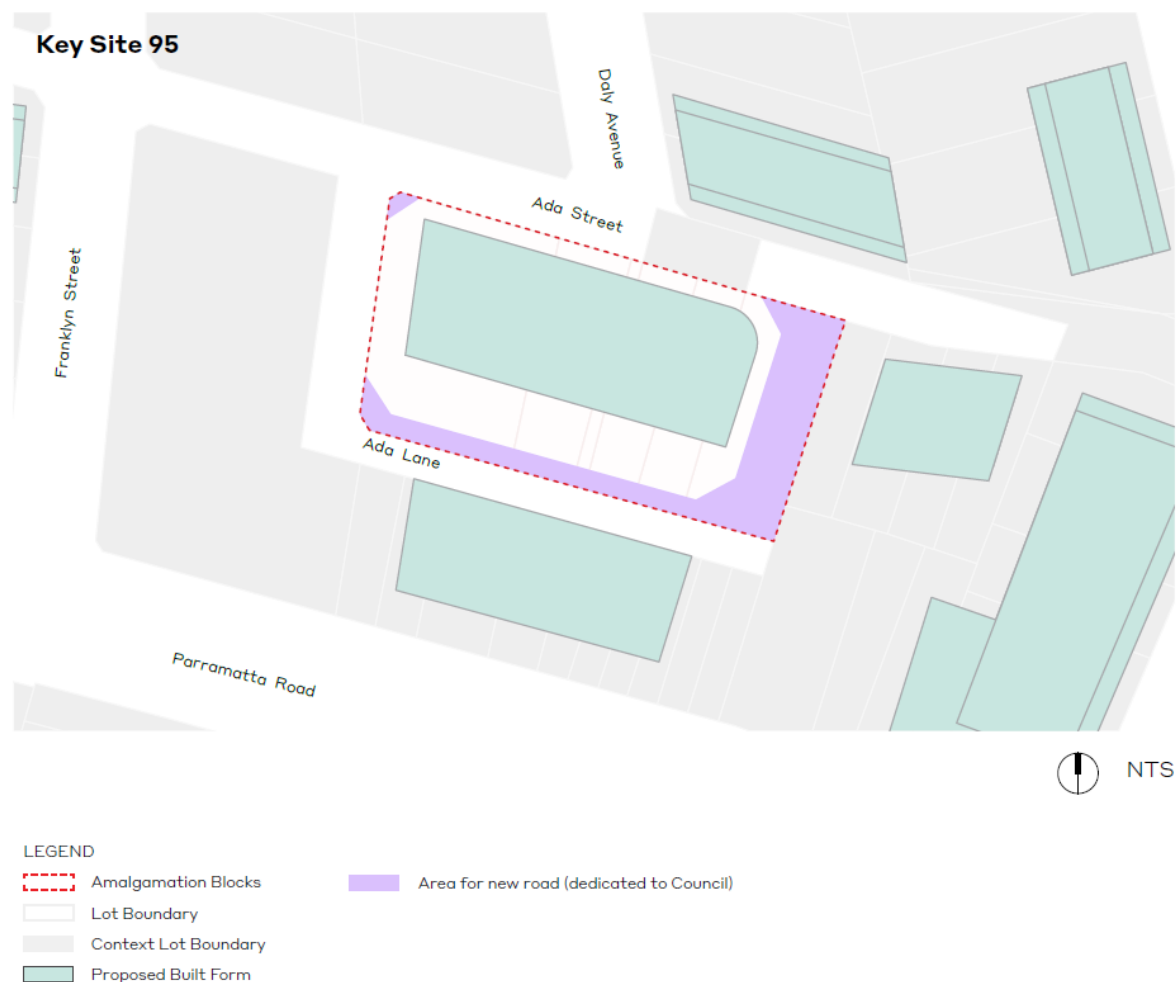 Key Site 95
Daly Avenue
Ada Street
Franklyn Street
Ada Lane
Parramatta Road
NTS
LEGEND
Amalgamation Blocks
Area for new road (dedicated to Council)
Lot Boundary
Context Lot Boundary
Proposed Built Form